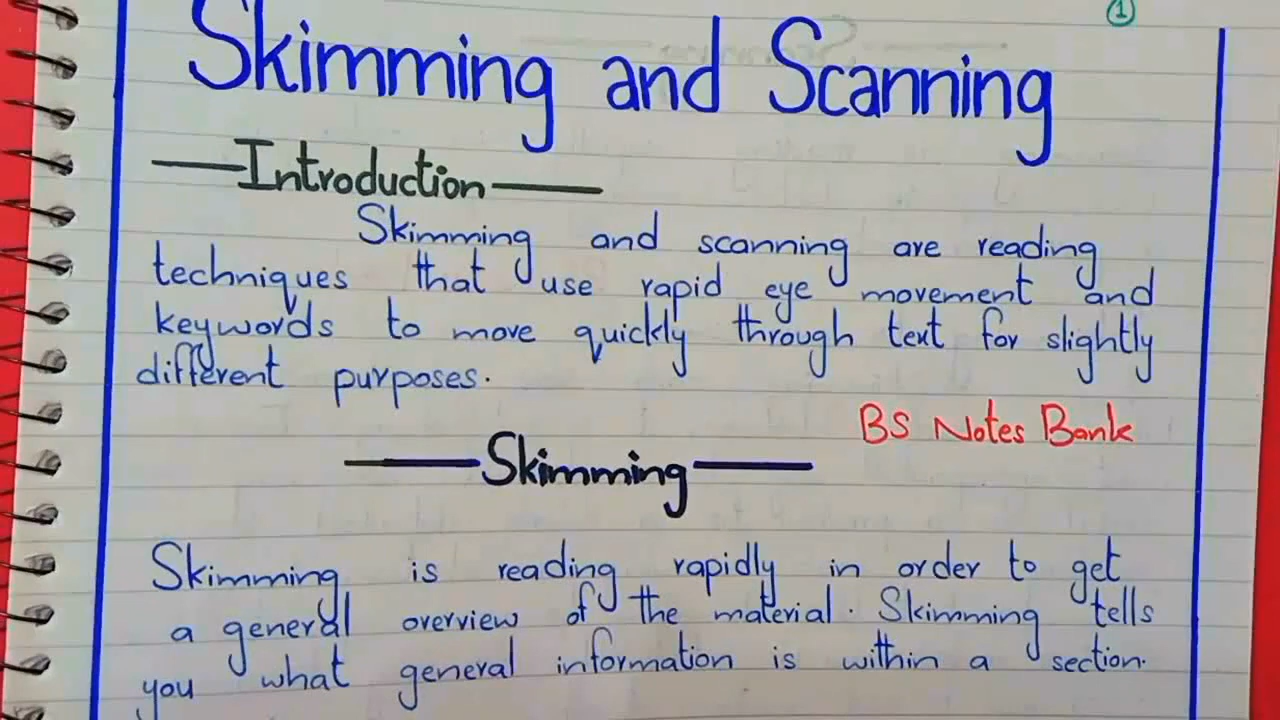 1
Skimming and Scanning
Introduction
Skimming and scanning are reading
techniques that use rapid eye movement and
keywords to move quickly through text for slightly
different purposes.
BS Notes Bank
Skimming
Skimming is reading rapidly in order to get
a general overview of the material. Skimming tells
you what general information is within a section.